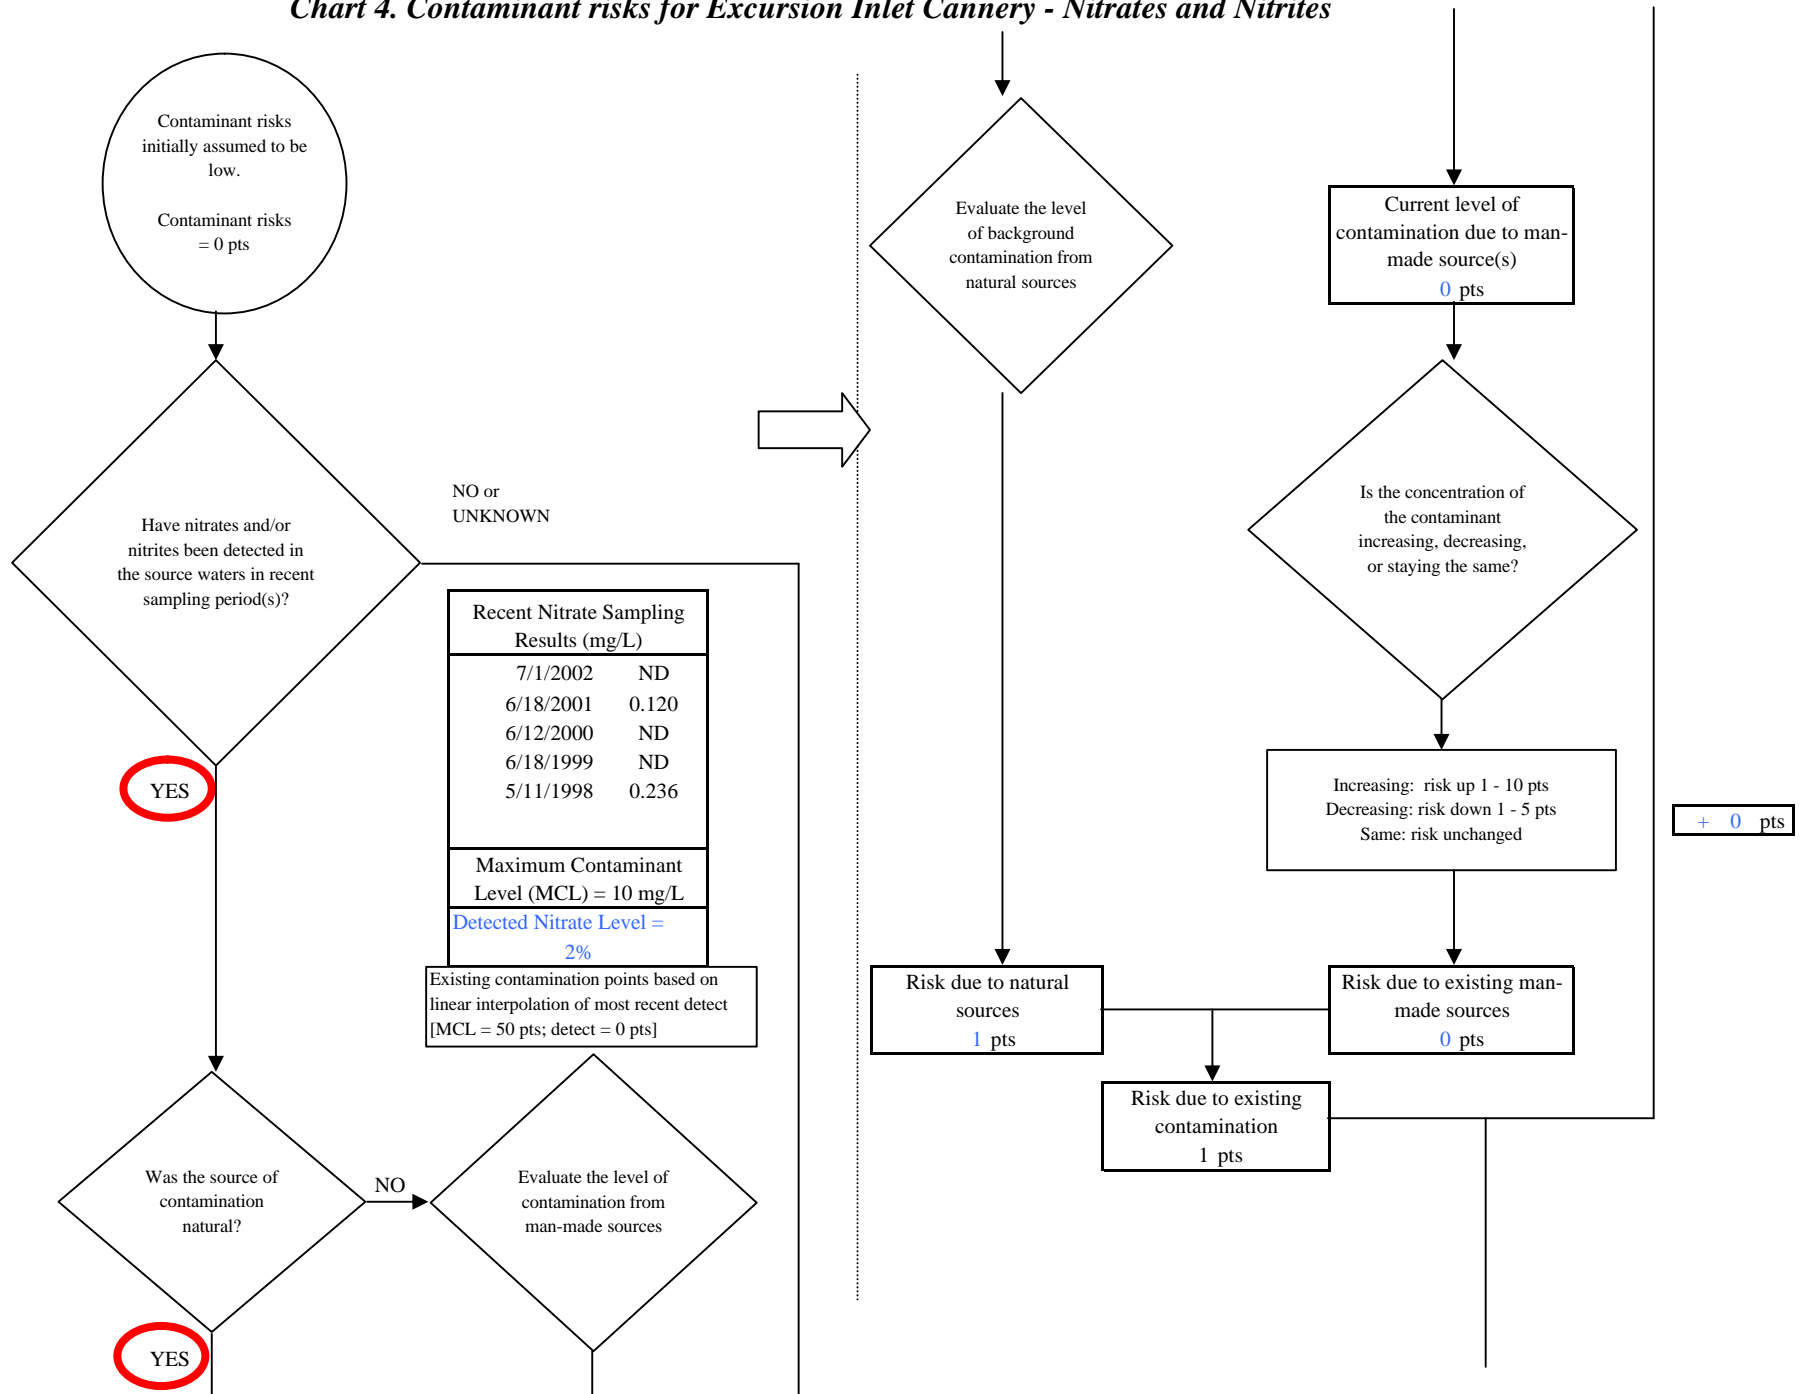 Chart 4. Contaminant risks for Excursion Inlet Cannery - Nitrates and Nitrites
Contaminant risks
initially assumed to be
low.
Contaminant risks
= 0 pts
Have nitrates and/or
nitrites been detected in
the source waters in recent
sampling period(s)?
NO or
UNKNOWN
YES
Recent Nitrate Sampling
Results (mg/L)
7/1/2002 ND
6/18/2001 0.120
6/12/2000 ND
6/18/1999 ND
5/11/1998 0.236
Maximum Contaminant
Level (MCL) = 10 mg/L
Detected Nitrate Level =
2%
Existing contamination points based on
linear interpolation of most recent detect
[MCL = 50 pts; detect = 0 pts]
Was the source of
contamination
natural?
NO
Evaluate the level of
contamination from
man-made sources
YES
Evaluate the level
of background
contamination from
natural sources
Current level of
contamination due to man-
made source(s)
0 pts
Is the concentration of
the contaminant
increasing, decreasing,
or staying the same?
Increasing: risk up 1 - 10 pts
Decreasing: risk down 1 - 5 pts
Same: risk unchanged
+ 0 pts
Risk due to natural
sources
1 pts
Risk due to existing man-
made sources
0 pts
Risk due to existing
contamination
1 pts